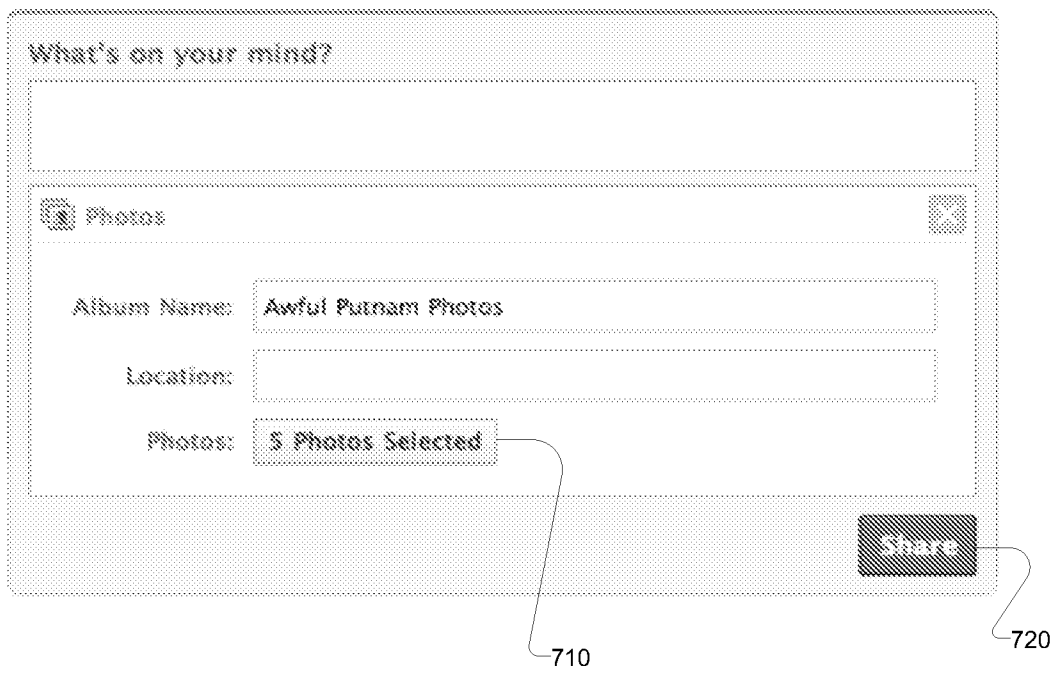 What's on your mind?
Photos
Album Name: Awful Putnam Photos
Location:
Photos: 5 Photos Selected
Share
720
710